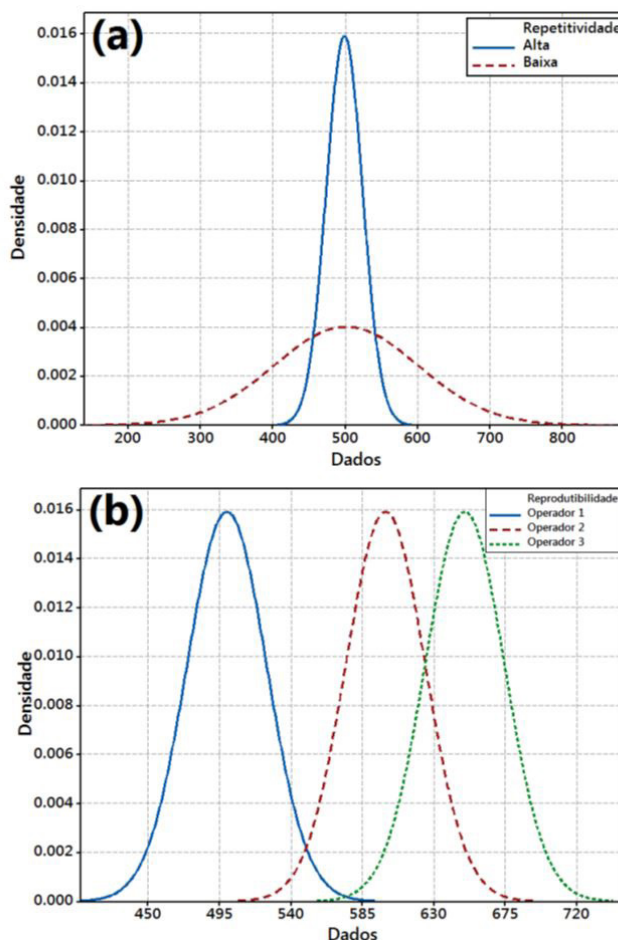 (a)
Repetitividade
Alta
Baixa
0.016
0.014
0.012
0.010
0.008
0.006
0.004
0.002
0.000
Densidade
200 300 400 500 600 700 800
Dados
(b)
Reprodutibilidade
Operador 1
Operador 2
Operador 3
0.016
0.014
0.012
0.010
0.008
0.006
0.004
0.002
0.000
Densidade
450 495 540 585 630 675 720
Dados